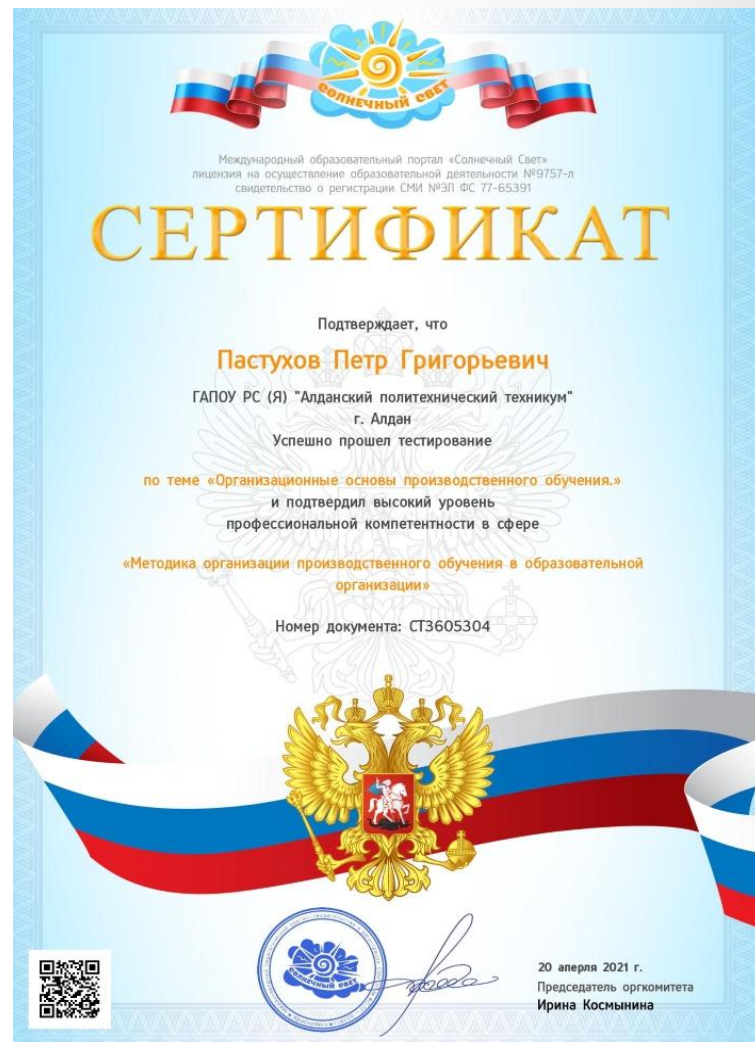 СОЛНЕЧНЫЙ СВЕТ
Международный образовательный портал «Солнечный Свет»
лицензия на осуществление образовательной деятельности №9757-л
свидетельство о регистрации СМИ №ЭЛ ФС 77-65391
СЕРТИФИКАТ
Подтверждает, что
Пастухов Петр Григорьевич
ГАПОУ РС (Я) "Алданский политехнический техникум"
г. Алдан
Успешно прошел тестирование
по теме «Организационные основы производственного обучения.»
и подтвердил высокий уровень
профессиональной компетентности в сфере
«Методика организации производственного обучения в образовательной
организации»
Номер документа: СТ3605304
СОЛНЕЧНЫЙ СВЕТ
20 апреля 2021 г.
Председатель оргкомитета
Ирина Космынина